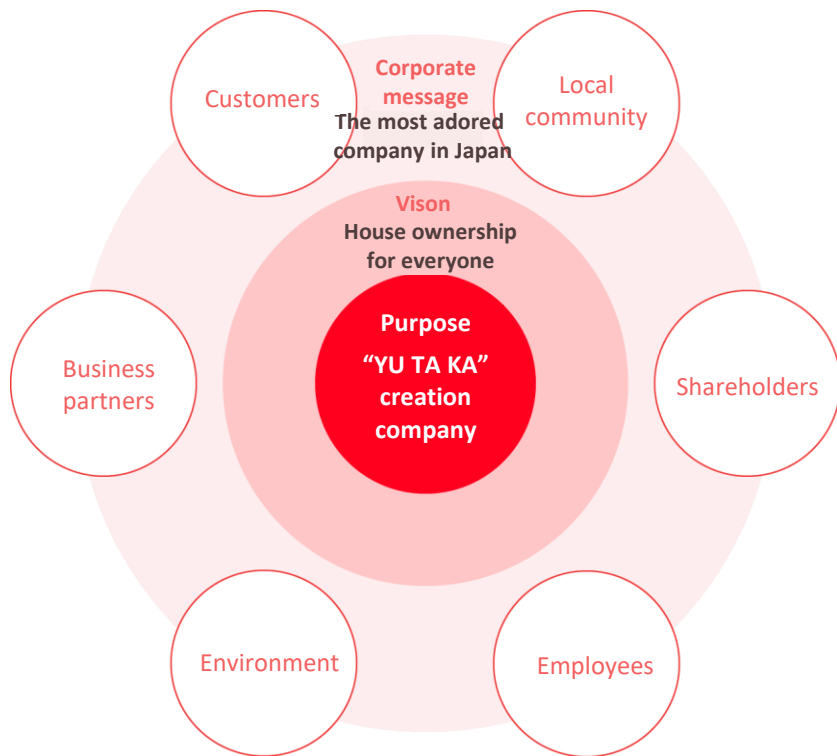 Customers
Corporate
message
The most adored
company in Japan
Local
community
Vison
House ownership
for everyone
Purpose
“YU TA KA”
creation
company
Business
partners
Shareholders
Environment
Employees